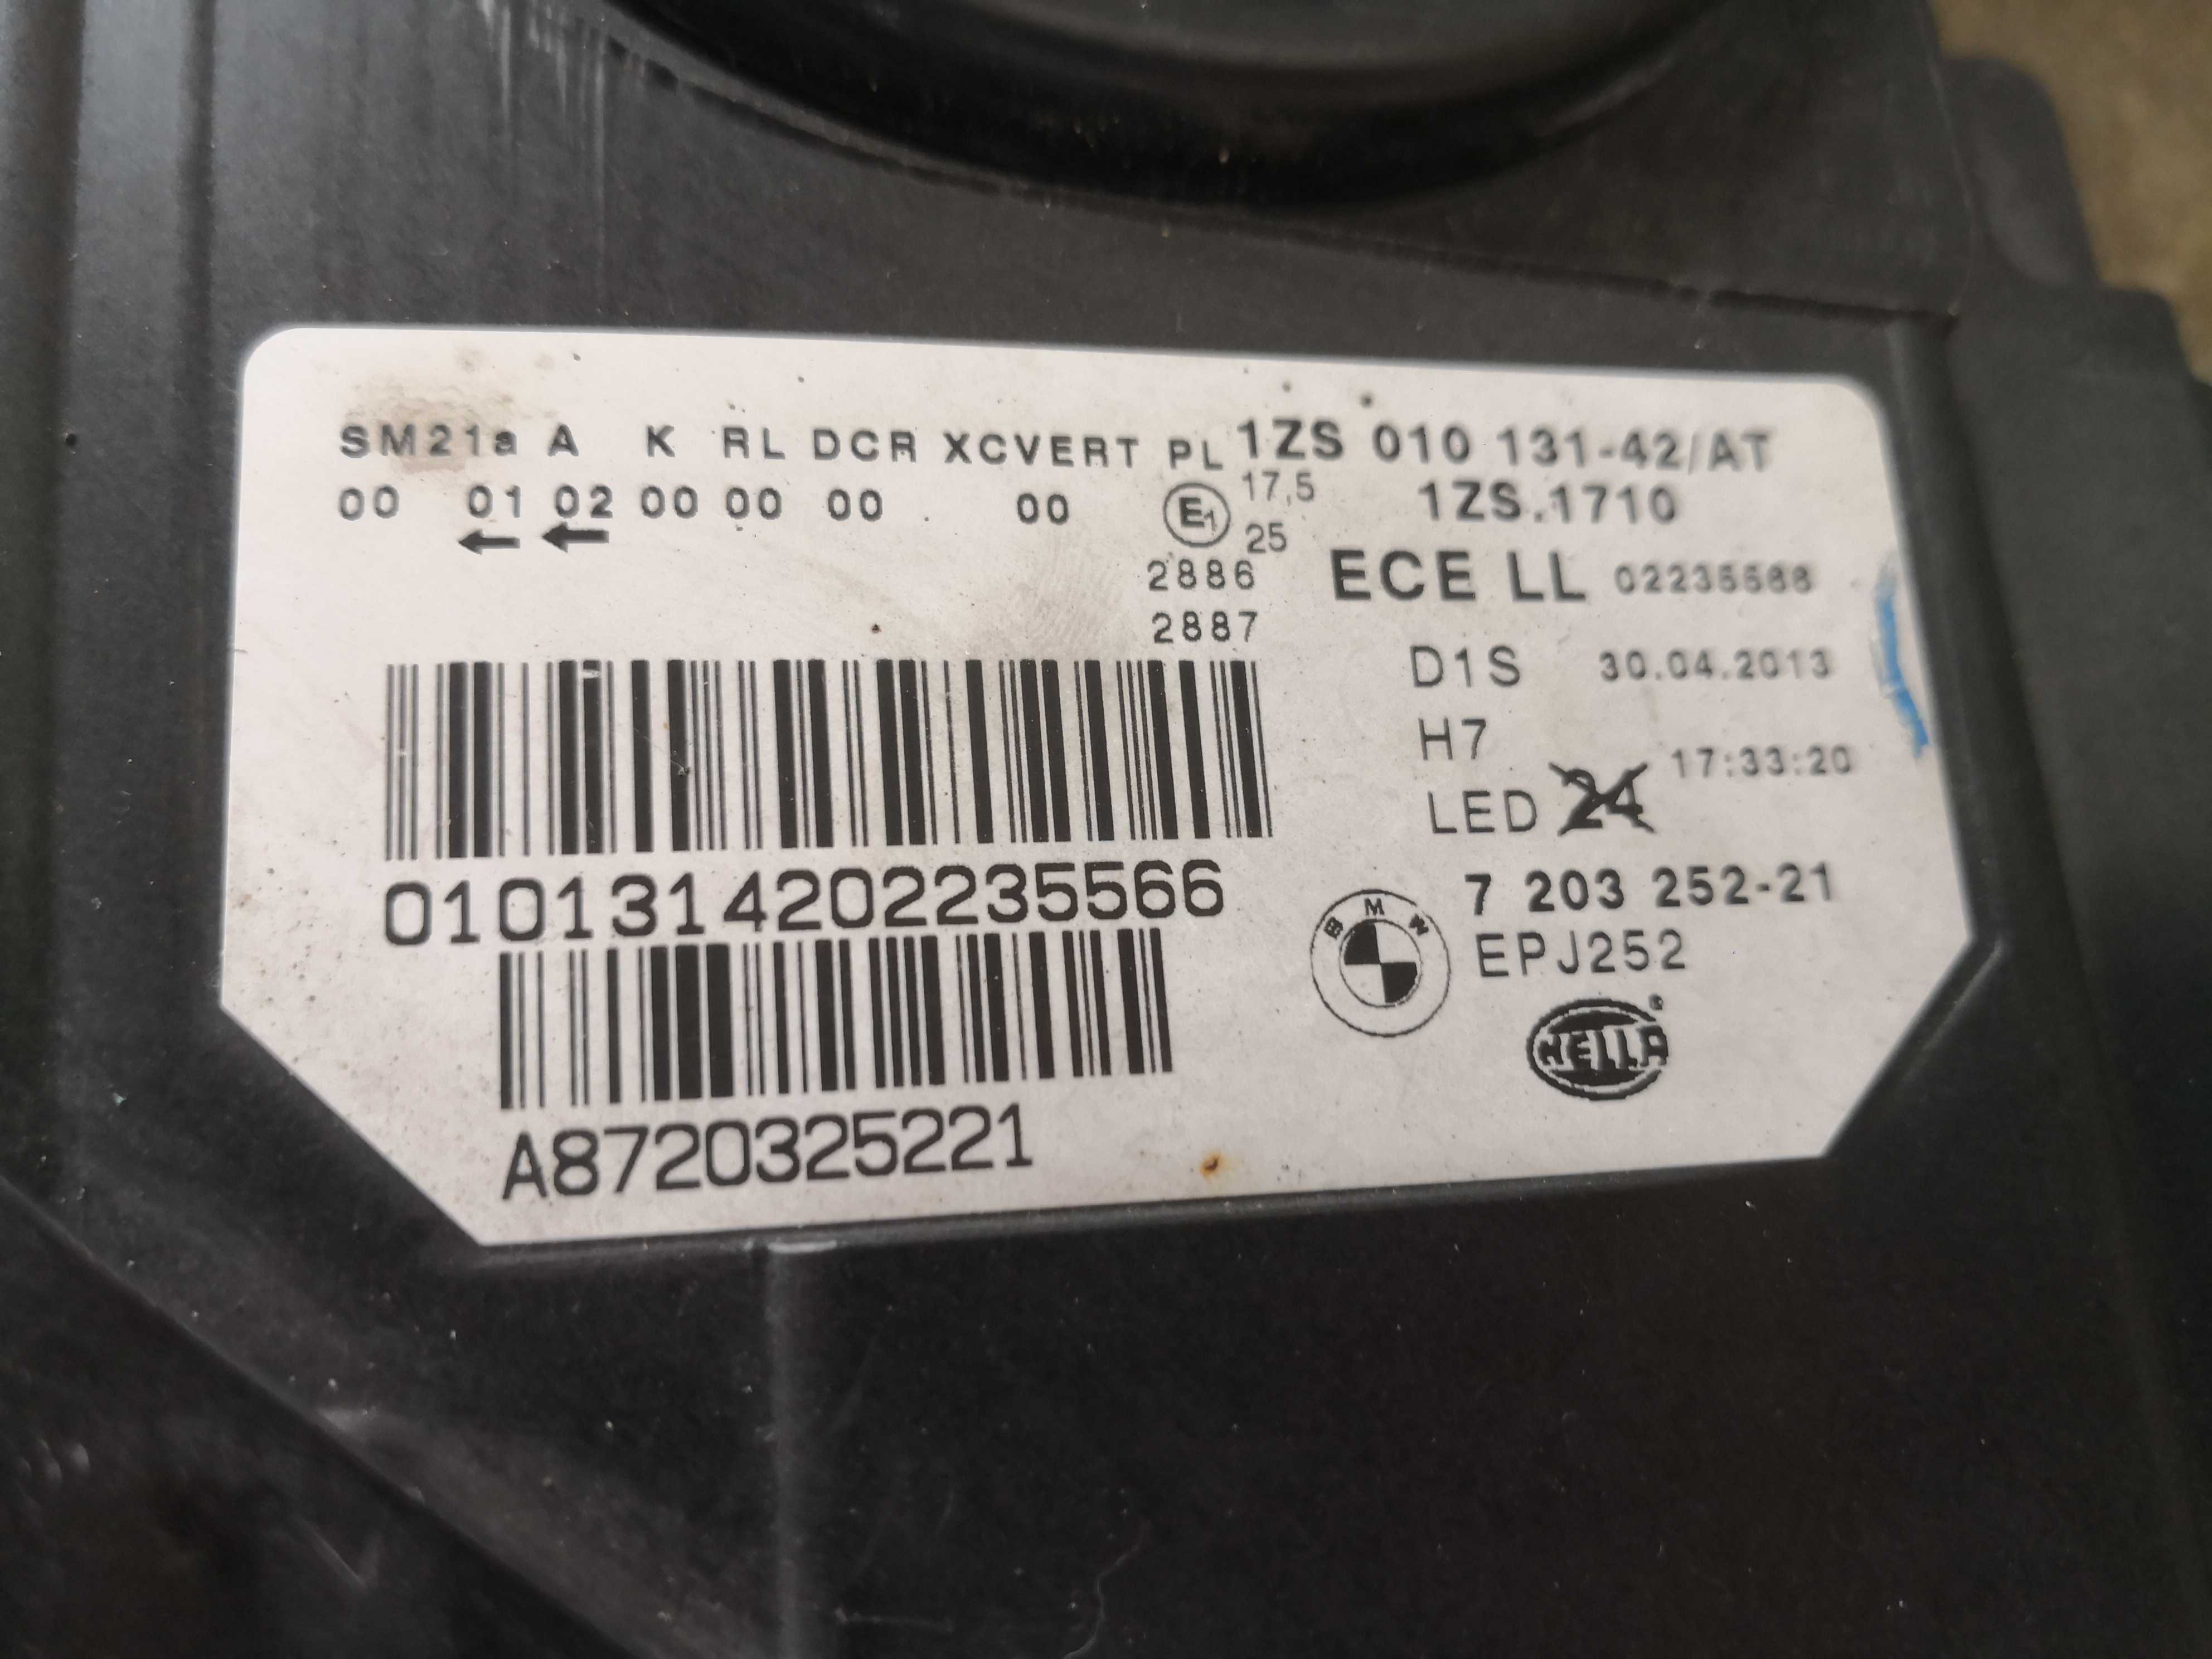 SM21a A K RL DCR XCVERT PL 1ZS 010 131-42/AT
00 01 02 00 00 00 00 E1 17,5 1ZS.1710
25
2886 ECE LL 02235566
2887
D1S 30.04.2013
H7
17:33:20
LED 24
0101314202235566
7 203 252-21
BMW
EPJ252
HELLA®
A8720325221